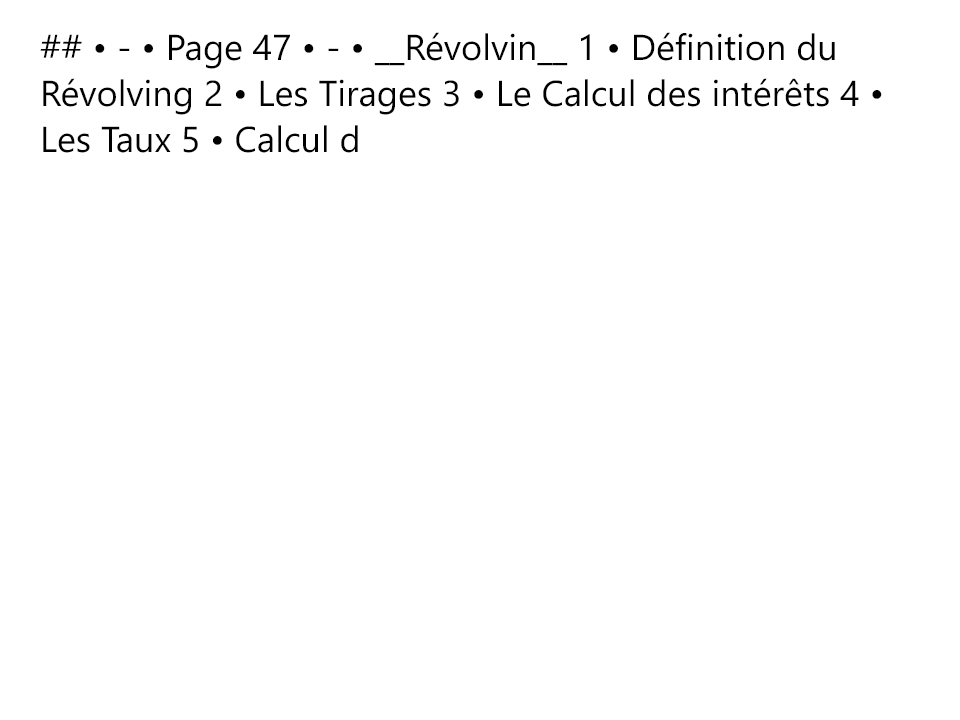 ## • - • Page 47 • - • __Révolvin__ 1 • Définition du
Révolving 2 • Les Tirages 3 • Le Calcul des intérêts 4 •
Les Taux 5 • Calcul d